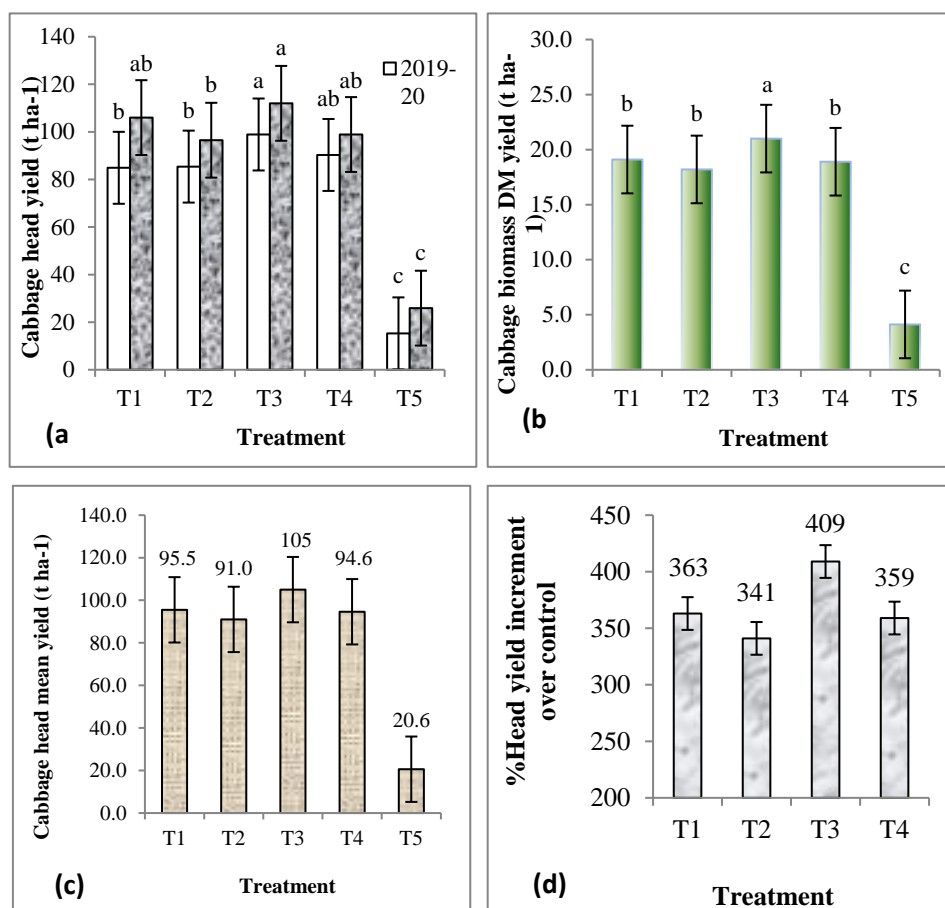 Cabbage head yield (t ha-1)
140
120
100
80
60
40
20
0
b
ab
b
b
a
a
ab
ab
c
c
2019-
20
T1 T2 T3 T4 T5
(a
Treatment
Cabbage biomass DM yield (t ha-
1)
30.0
25.0
20.0
15.0
10.0
5.0
0.0
b
b
a
b
c
T1 T2 T3 T4 T5
(b
Treatment
Cabbage head mean yield (t ha-1)
140.0
120.0
100.0
80.0
60.0
40.0
20.0
0.0
95.5
91.0
105
94.6
20.6
T1 T2 T3 T4 T5
(c)
Treatment
%Head yield increment
over control
450
400
350
300
250
200
363
341
409
359
T1 T2 T3 T4
(d)
Treatment